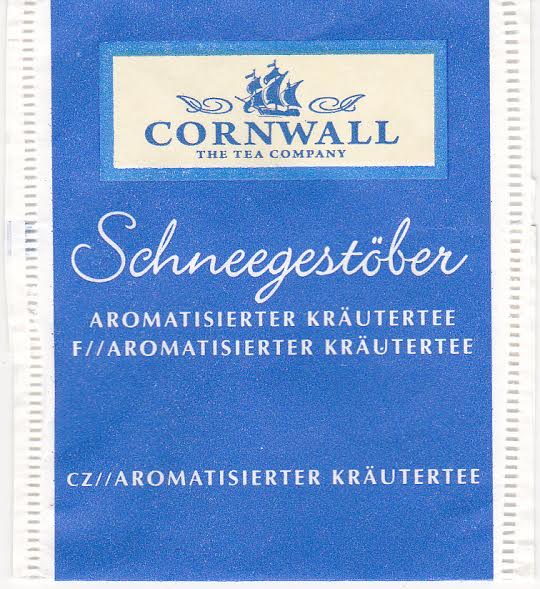 CORNWALL
THE TEA COMPANY
Schneegestöber
AROMATISIERTER KRÄUTERTEE
F//AROMATISIERTER KRÄUTERTEE
CZ//AROMATISIERTER KRÄUTERTEE